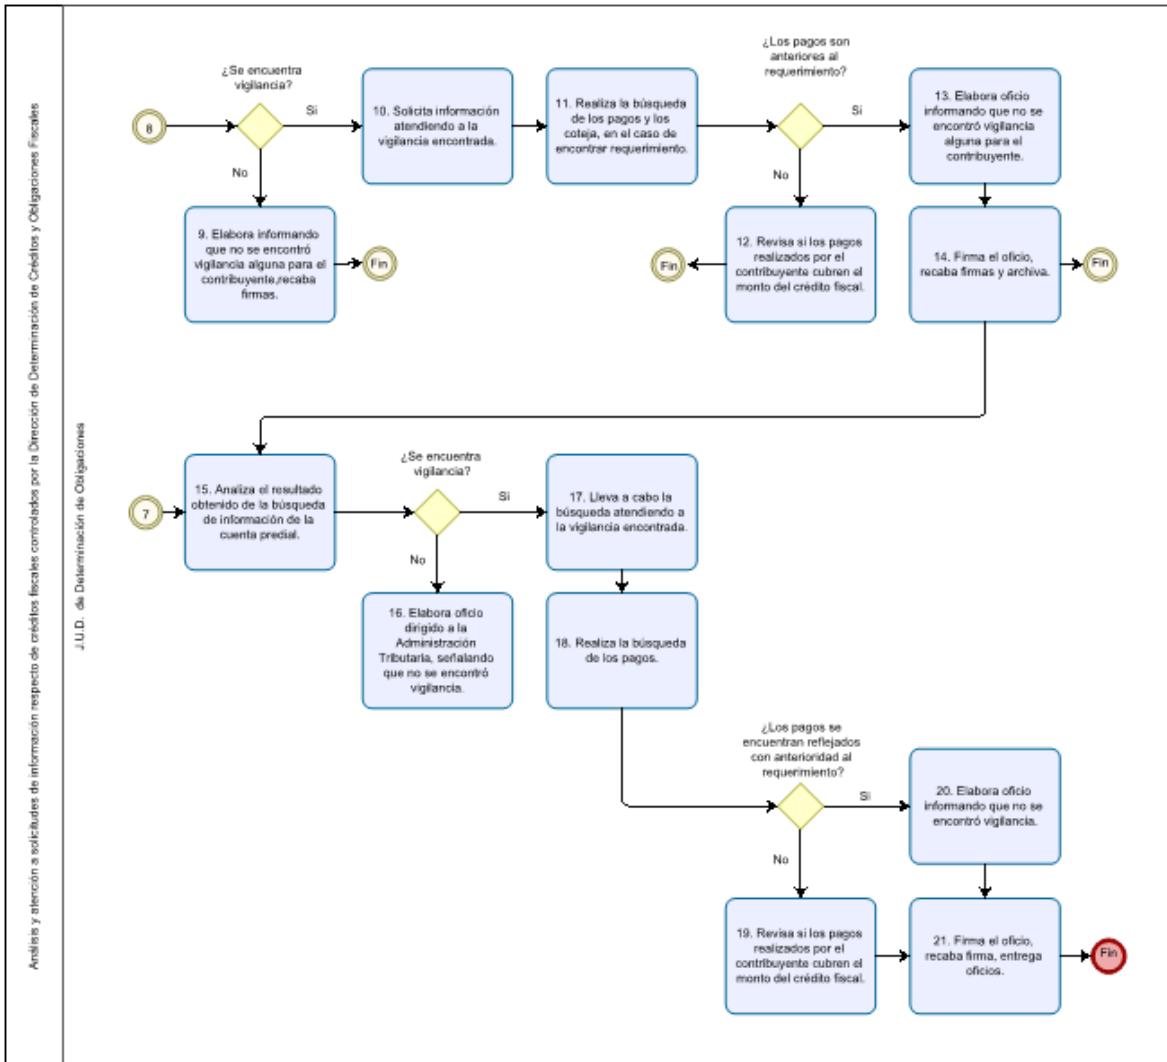 Análisis y atención a solicitudes de información respecto de créditos fiscales controlados por la Dirección de Determinación de Créditos y Obligaciones Fiscales
J.U.D. de Determinación de Obligaciones
8
¿Se encuentra
vigilancia?
Si
No
9. Elabora informando
que no se encontró
vigilancia alguna para el
contribuyente,recaba
firmas.
Fin
10. Solicita información
atendiendo a la
vigilancia encontrada.
11. Realiza la búsqueda
de los pagos y los
coteja, en el caso de
encontrar requerimiento.
¿Los pagos son
anteriores al
requerimiento?
Si
No
12. Revisa si los pagos
realizados por el
contribuyente cubren el
monto del crédito fiscal.
Fin
13. Elabora oficio
informando que no se
encontró vigilancia
alguna para el
contribuyente.
14. Firma el oficio,
recaba firmas y archiva.
Fin
7
15. Analiza el resultado
obtenido de la búsqueda
de información de la
cuenta predial.
¿Se encuentra
vigilancia?
Si
No
16. Elabora oficio
dirigido a la
Administración
Tributaria, señalando
que no se encontró
vigilancia.
17. Lleva a cabo la
búsqueda atendiendo a
la vigilancia encontrada.
18. Realiza la búsqueda
de los pagos.
¿Los pagos se
encuentran reflejados
con anterioridad al
requerimiento?
Si
No
19. Revisa si los pagos
realizados por el
contribuyente cubren el
monto del crédito fiscal.
20. Elabora oficio
informando que no se
encontró vigilancia.
21. Firma el oficio,
recaba firma, entrega
oficios.
Fin